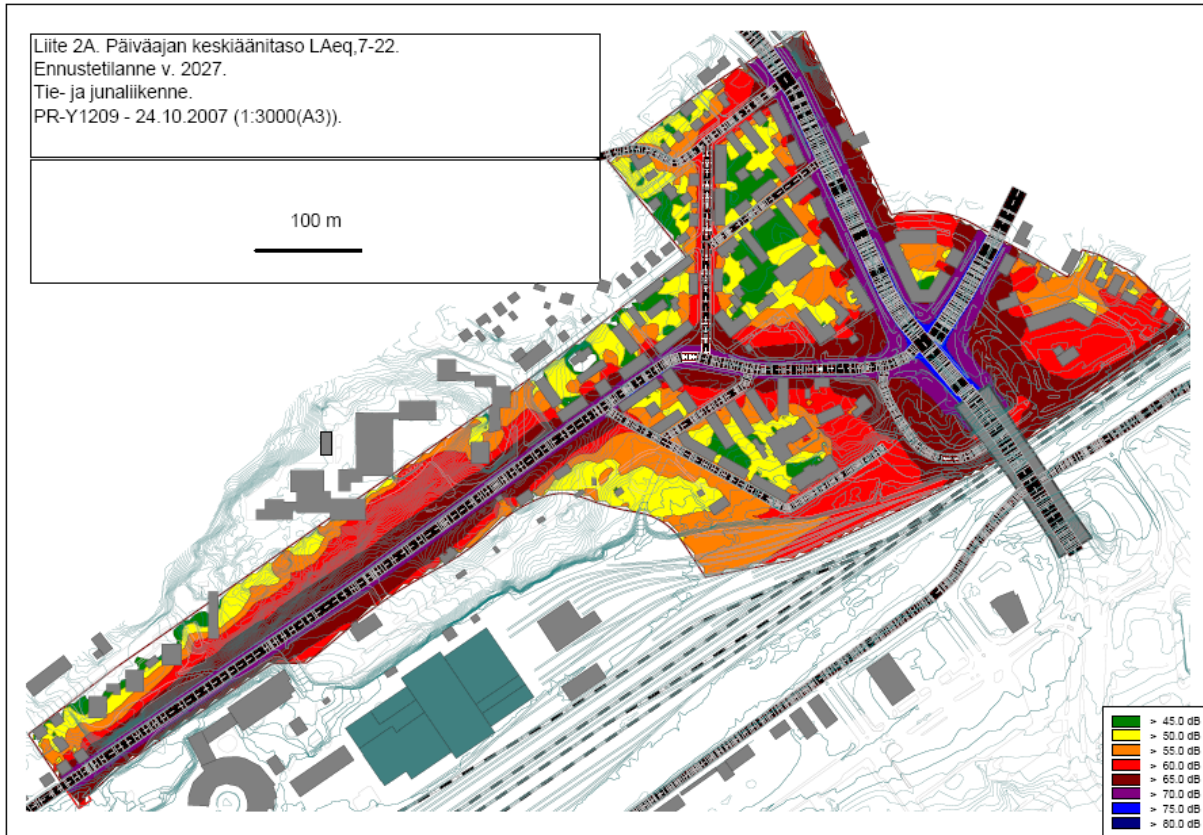 Liite 2A. Päiväajan keskiäänitaso LAeq,7-22.
Ennustetilanne v. 2027.
Tie- ja junaliikenne.
PR-Y1209 - 24.10.2007 (1:3000(A3)).
100 m
> 45.0 dB
> 50.0 dB
> 55.0 dB
> 60.0 dB
> 65.0 dB
> 70.0 dB
> 75.0 dB
> 80.0 dB